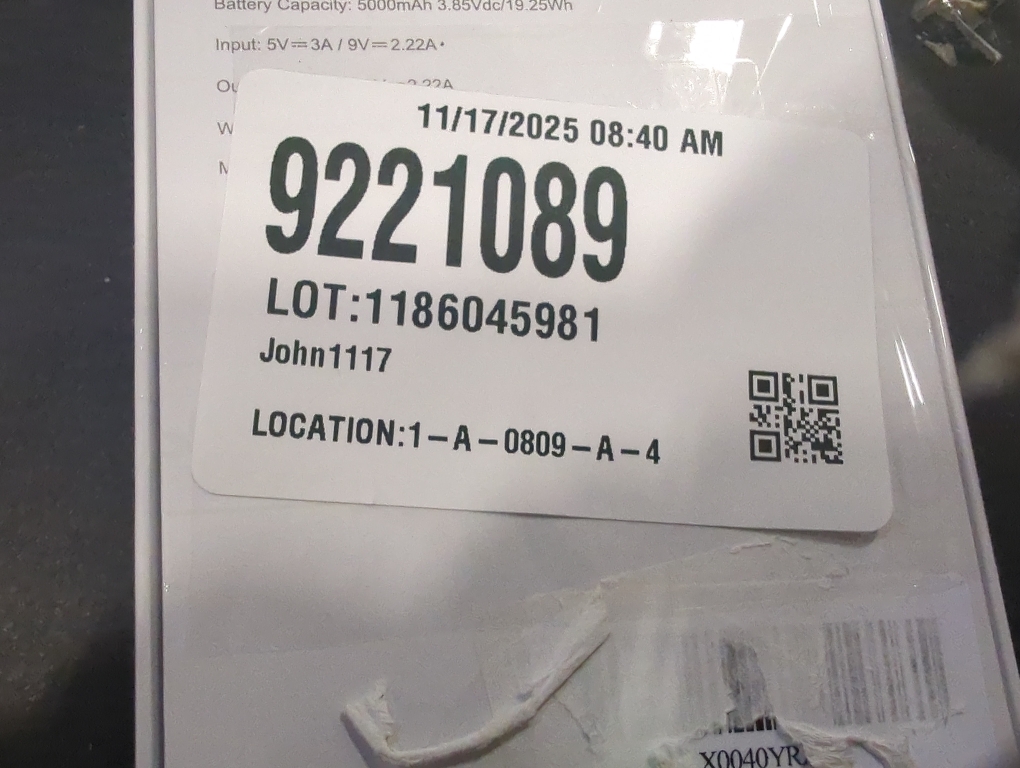 Battery Capacity: 5000mAh 3.85Vdc/19.25Wh
Input: 5V⎓3A / 9V⎓2.22A
11/17/2025 08:40 AM
9221089
LOT:1186045981
John1117
LOCATION:1-A-0809-A-4